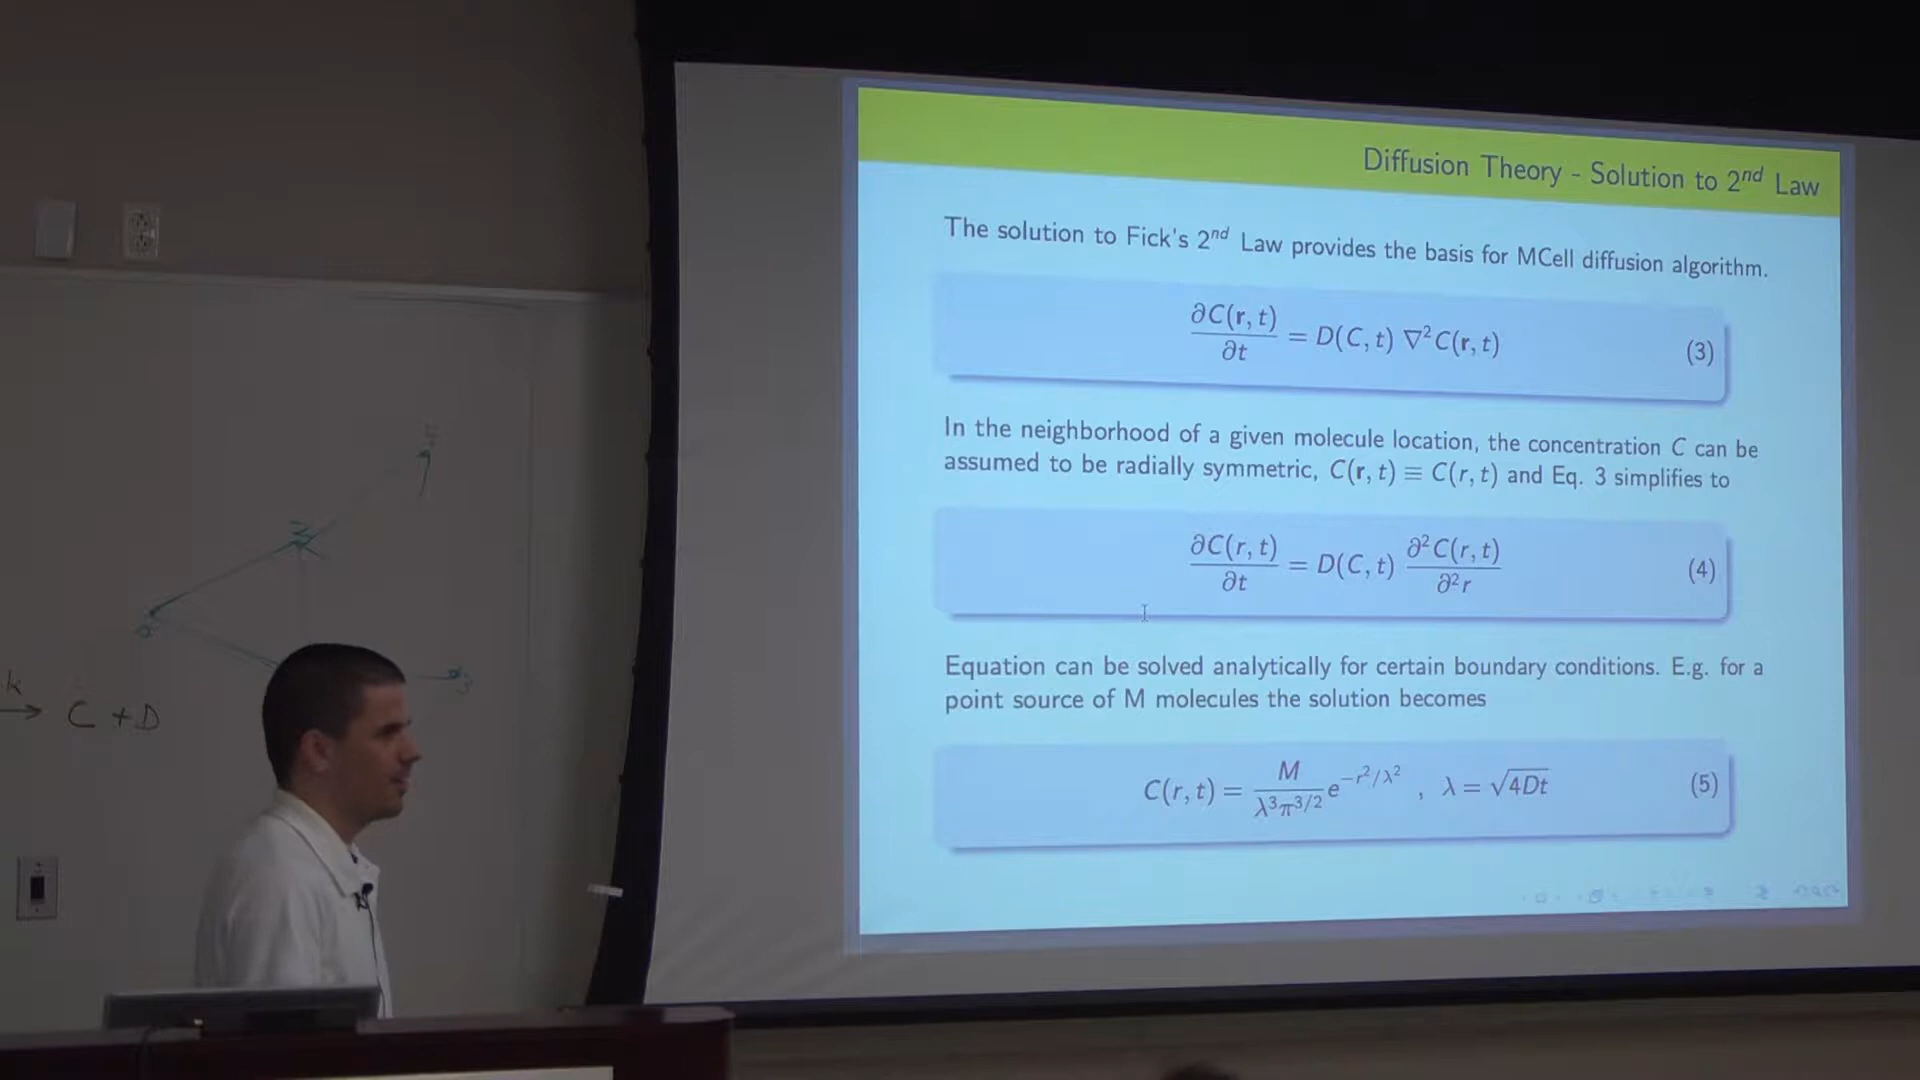 Diffusion Theory - Solution to 2ⁿᵈ Law
The solution to Fick's 2ⁿᵈ Law provides the basis for MCell diffusion algorithm.
∂C(r, t)/∂t = D(C, t) ∇²C(r, t) (3)
In the neighborhood of a given molecule location, the concentration C can be
assumed to be radially symmetric, C(r, t) ≡ C(r, t) and Eq. 3 simplifies to
∂C(r, t)/∂t = D(C, t) ∂²C(r, t)/∂²r (4)
Equation can be solved analytically for certain boundary conditions. E.g. for a
point source of M molecules the solution becomes
C(r, t) = M/λ³π³ᐟ² e^−r²/λ² , λ = √4Dt (5)
k
→ C + D